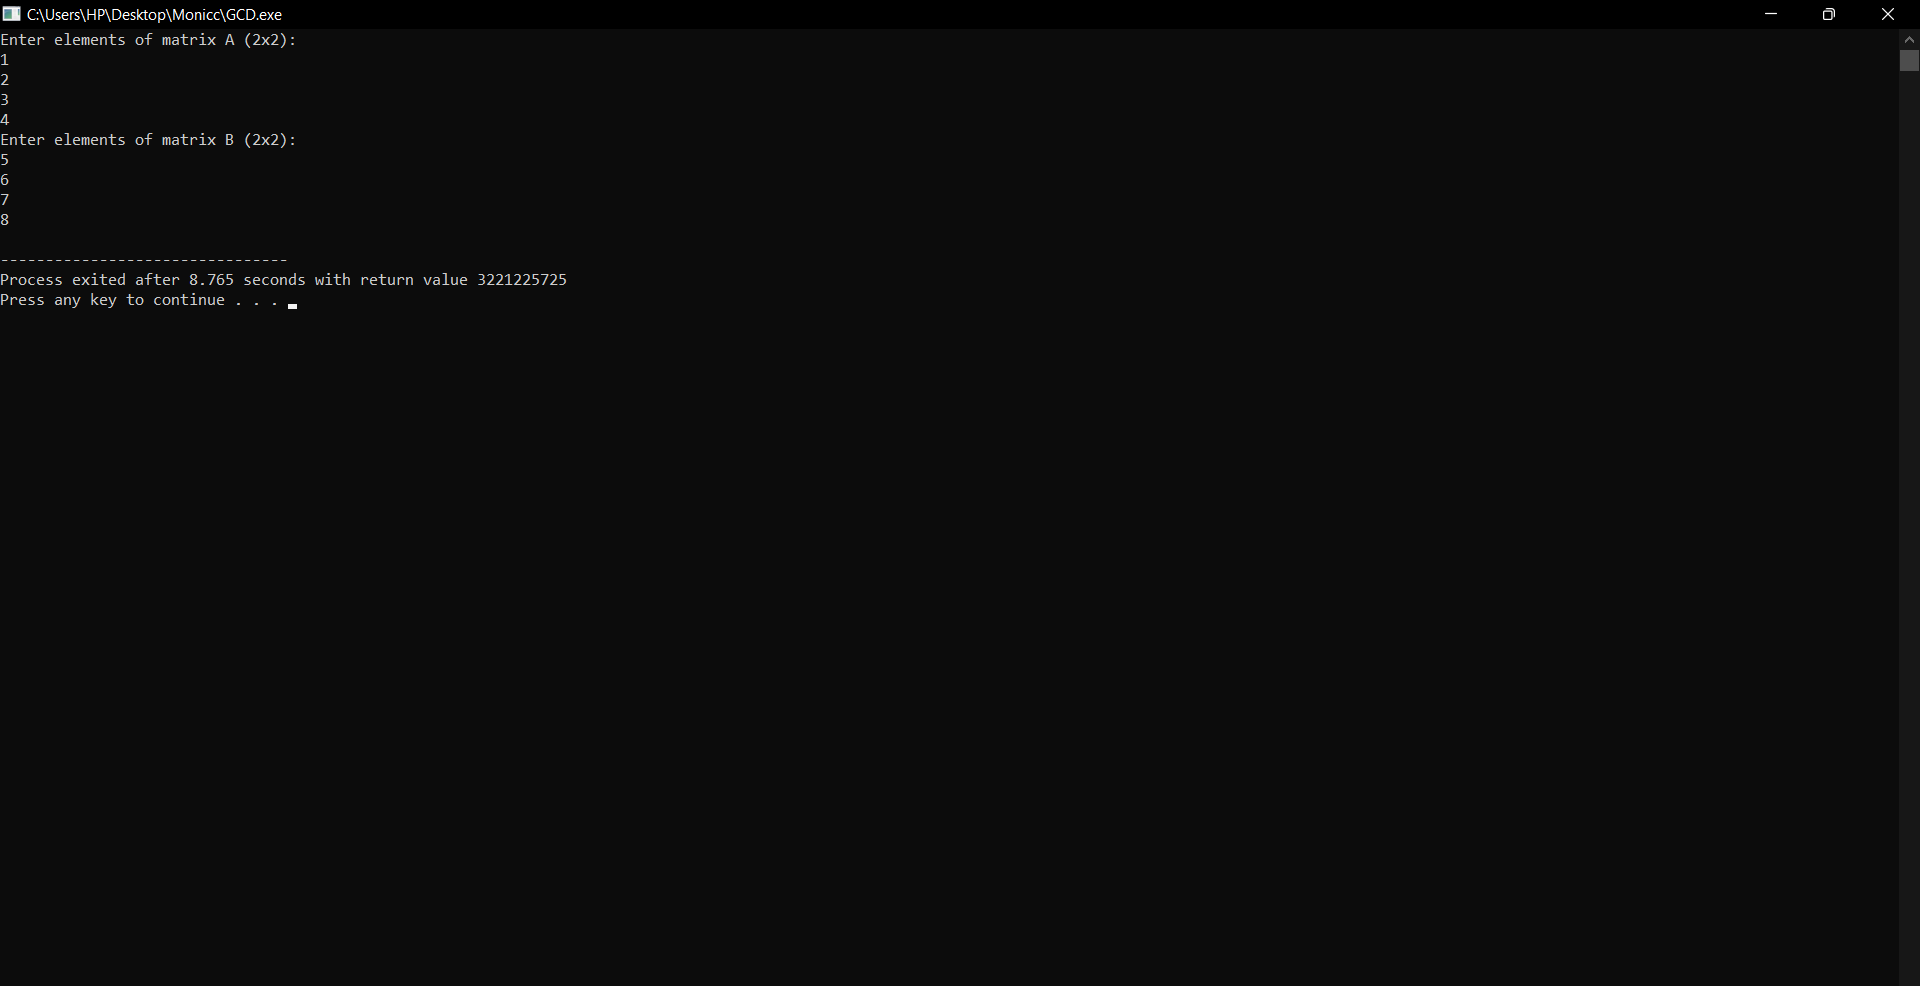 C:\Users\HP\Desktop\Monicc\GCD.exe
Enter elements of matrix A (2x2):
1
2
3
4
Enter elements of matrix B (2x2):
5
6
7
8
--------------------------------
Process exited after 8.765 seconds with return value 3221225725
Press any key to continue . . .